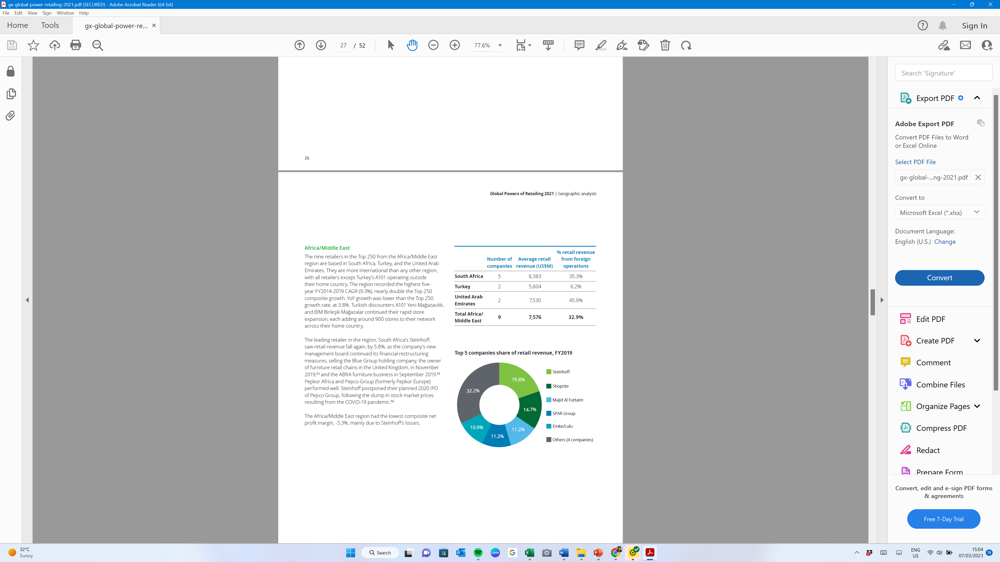 gx-global-power-retailing-2021.pdf (SECURED) - Adobe Acrobat Reader (64-bit)
File Edit View Sign Window Help
Home Tools gx-global-power-re... × Sign In
27 / 52 77.6%
26
Global Powers of Retailing 2021 | Geographic analysis
Africa/Middle East
The nine retailers in the Top 250 from the Africa/Middle East
region are based in South Africa, Turkey, and the United Arab
Emirates. They are more international than any other region,
with all retailers except Turkey's A101 operating outside
their home country. The region recorded the highest five-
year FY2014-2019 CAGR (9.3%), nearly double the Top 250
composite growth. YoY growth was lower than the Top 250
growth rate, at 3.8%. Turkish discounters A101 Yeni Mağazacılık,
and BİM Birleşik Mağazalar continued their rapid store
expansion, each adding around 900 stores to their network
across their home country.
The leading retailer in the region, South Africa's Steinhoff,
saw retail revenue fall again, by 5.8%, as the company's new
management board continued its financial restructuring
measures, selling the Blue Group holding company, the owner
of furniture retail chains in the United Kingdom, in November
2019,⁵⁴ and the ABRA furniture business in September 2019.⁵⁵
Pepkor Africa and Pepco Group (formerly Pepkor Europe)
performed well. Steinhoff postponed their planned 2020 IPO
of Pepco Group, following the slump in stock market prices
resulting from the COVID-19 pandemic.⁵⁶
The Africa/Middle East region had the lowest composite net
profit margin, -3.3%, mainly due to Steinhoff's losses.
Number of companies Average retail revenue (US$M) % retail revenue from foreign operations
South Africa 5 8,383 35.3%
Turkey 2 5,604 6.2%
United Arab Emirates 2 7,530 45.9%
Total Africa/ Middle East 9 7,576 32.9%
Top 5 companies share of retail revenue, FY2019
19.8%
14.7%
11.2%
11.2%
10.9%
32.2%
Steinhoff
Shoprite
Majid Al Futtaim
SPAR Group
Emke/Lulu
Others (4 companies)
Search 'Signature'
Export PDF
Adobe Export PDF
Convert PDF Files to Word
or Excel Online
Select PDF File
gx-global-...ng-2021.pdf
Convert to
Microsoft Excel (*.xlsx)
Document Language:
English (U.S.) Change
Convert
Edit PDF
Create PDF
Comment
Combine Files
Organize Pages
Compress PDF
Redact
Prepare Form
Convert, edit and e-sign PDF forms
& agreements
Free 7-Day Trial
32°C
Sunny
Search
ENG
US
15:04
07/03/2023
19